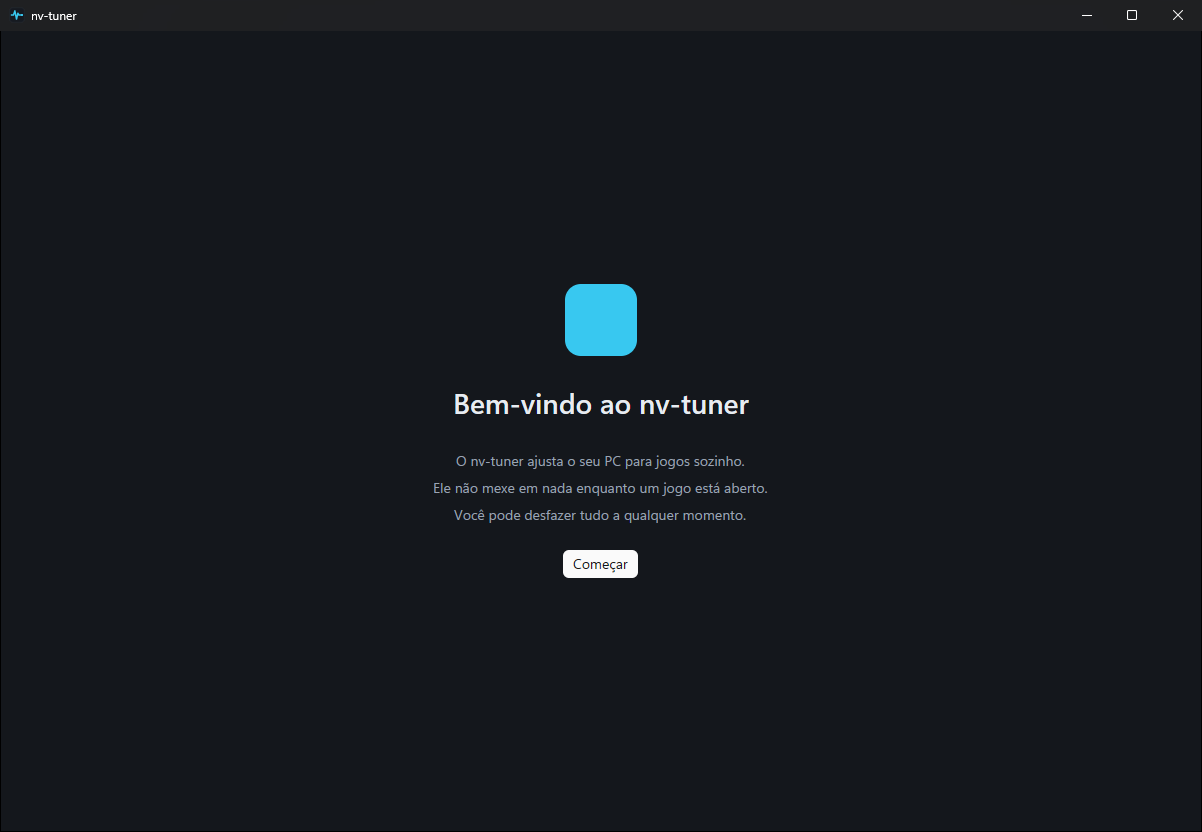 nv-tuner
Bem-vindo ao nv-tuner
O nv-tuner ajusta o seu PC para jogos sozinho.
Ele não mexe em nada enquanto um jogo está aberto.
Você pode desfazer tudo a qualquer momento.
Começar